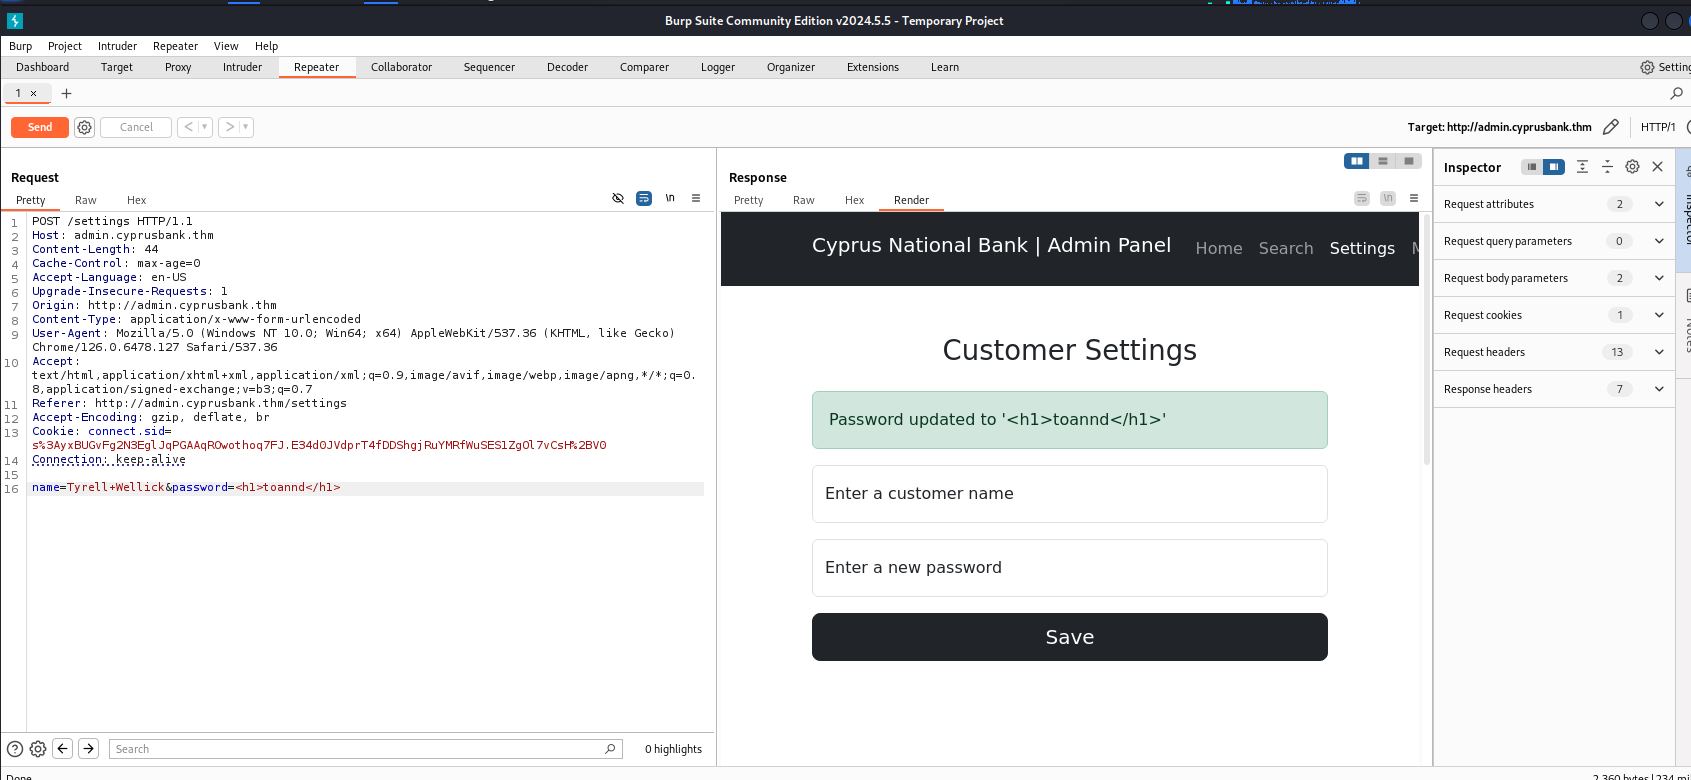 Burp Suite Community Edition v2024.5.5 - Temporary Project
Burp Project Intruder Repeater View Help
Dashboard Target Proxy Intruder Repeater Collaborator Sequencer Decoder Comparer Logger Organizer Extensions Learn
1 × +
Send Cancel < >
Target: http://admin.cyprusbank.thm HTTP/1
Request
Pretty Raw Hex
\n
1 POST /settings HTTP/1.1
2 Host: admin.cyprusbank.thm
3 Content-Length: 44
4 Cache-Control: max-age=0
5 Accept-Language: en-US
6 Upgrade-Insecure-Requests: 1
7 Origin: http://admin.cyprusbank.thm
8 Content-Type: application/x-www-form-urlencoded
9 User-Agent: Mozilla/5.0 (Windows NT 10.0; Win64; x64) AppleWebKit/537.36 (KHTML, like Gecko)
Chrome/126.0.6478.127 Safari/537.36
10 Accept:
text/html,application/xhtml+xml,application/xml;q=0.9,image/avif,image/webp,image/apng,*/*;q=0.
8,application/signed-exchange;v=b3;q=0.7
11 Referer: http://admin.cyprusbank.thm/settings
12 Accept-Encoding: gzip, deflate, br
13 Cookie: connect.sid=
s%3AyxBUGvFg2N3EglJqPGAAqROwothoq7FJ.E34d0JVdprT4fDDShgjRuYMRfWuSES1ZgOl7vCsH%2BV0
14 Connection: keep-alive
15
16 name=Tyrell+Wellick&password=<h1>toannd</h1>
Search
0 highlights
Response
Pretty Raw Hex Render
\n
Cyprus National Bank | Admin Panel Home Search Settings
Customer Settings
Password updated to '<h1>toannd</h1>'
Enter a customer name
Enter a new password
Save
Inspector
Request attributes 2
Request query parameters 0
Request body parameters 2
Request cookies 1
Request headers 13
Response headers 7
Notes
Done